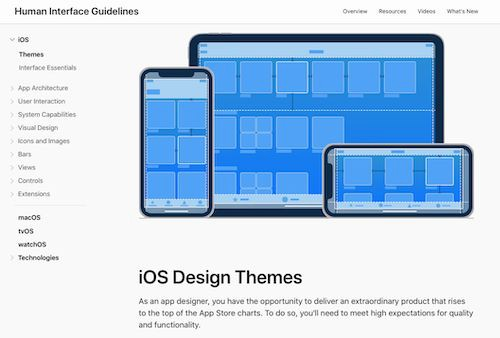 Human Interface Guidelines
Overview Resources Videos What's New
iOS
Themes
Interface Essentials
App Architecture
User Interaction
System Capabilities
Visual Design
Icons and Images
Bars
Views
Controls
Extensions
macOS
tvOS
watchOS
Technologies
iOS Design Themes
As an app designer, you have the opportunity to deliver an extraordinary product that rises
to the top of the App Store charts. To do so, you'll need to meet high expectations for quality
and functionality.